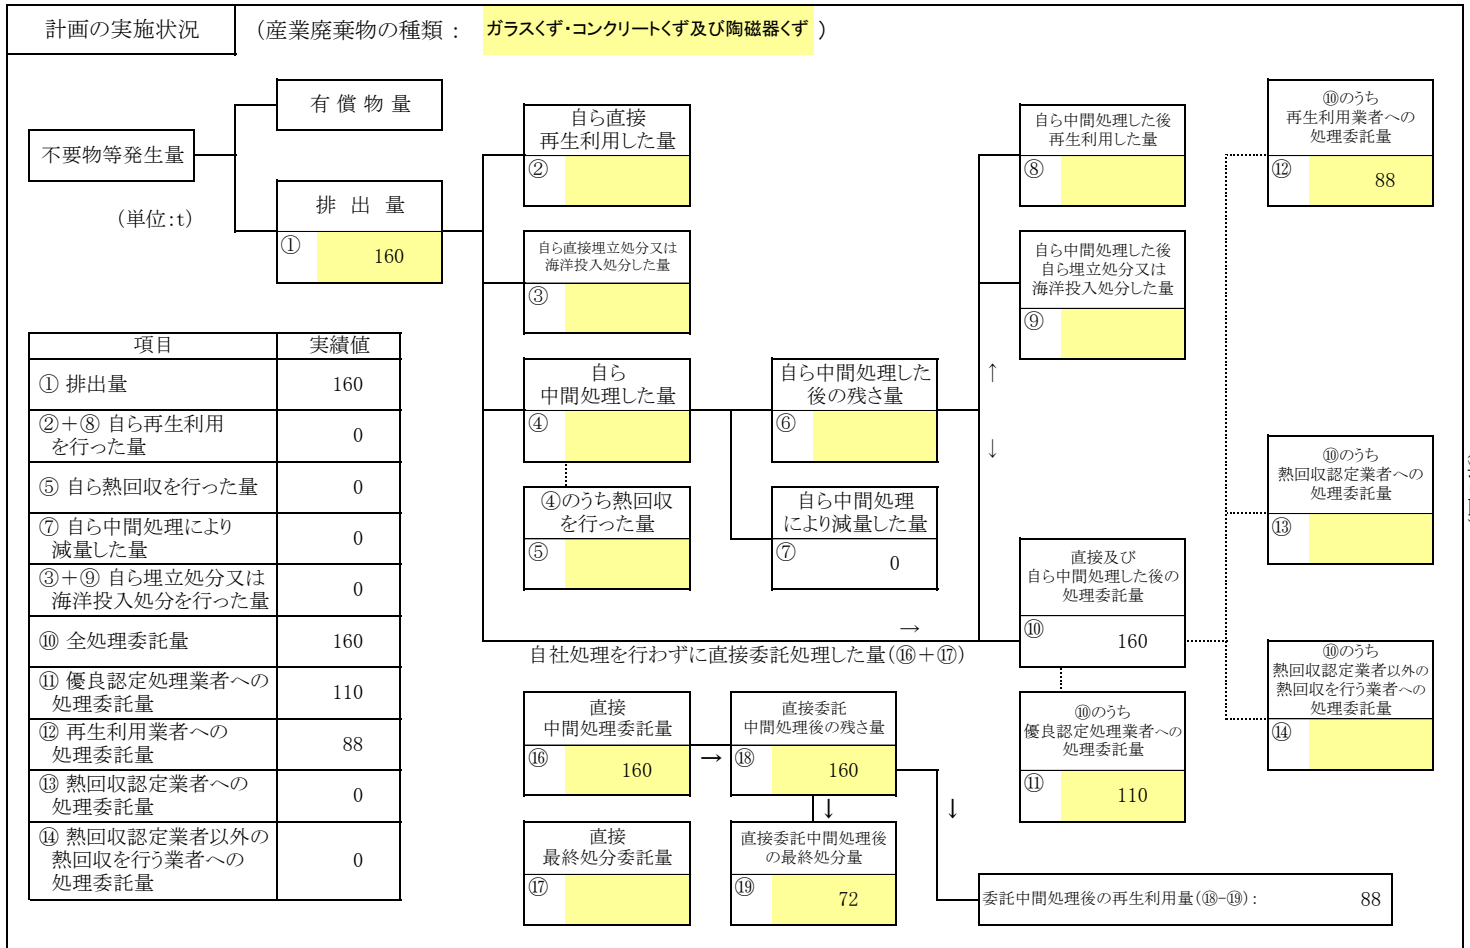 計画の実施状況
（産業廃棄物の種類： ガラスくず・コンクリートくず及び陶磁器くず ）
不要物等発生量
(単位:t)
有 償 物 量
排 出 量
① 160
自ら直接
再生利用した量
②
自ら直接埋立処分又は
海洋投入処分した量
③
自ら
中間処理した量
④
④のうち熱回収
を行った量
⑤
自ら中間処理した
後の残さ量
⑥
自ら中間処理
により減量した量
⑦ 0
自ら中間処理した後
再生利用した量
⑧
自ら中間処理した後
自ら埋立処分又は
海洋投入処分した量
⑨
↑
↓
直接及び
自ら中間処理した後の
処理委託量
⑩ 160
⑩のうち
優良認定処理業者への
処理委託量
⑪ 110
⑩のうち
再生利用業者への
処理委託量
⑫ 88
⑩のうち
熱回収認定業者への
処理委託量
⑬
⑩のうち
熱回収認定業者以外の
熱回収を行う業者への
処理委託量
⑭
→
自社処理を行わずに直接委託処理した量(⑯＋⑰)
直接
中間処理委託量
⑯ 160
→
直接委託
中間処理後の残さ量
⑱ 160
↓
↓
直接
最終処分委託量
⑰
直接委託中間処理後
の最終処分量
⑲ 72
委託中間処理後の再生利用量(⑱-⑲)： 88
項目 実績値
① 排出量 160
②＋⑧ 自ら再生利用
を行った量 0
⑤ 自ら熱回収を行った量 0
⑦ 自ら中間処理により
減量した量 0
③＋⑨ 自ら埋立処分又は
海洋投入処分を行った量 0
⑩ 全処理委託量 160
⑪ 優良認定処理業者への
処理委託量 110
⑫ 再生利用業者への
処理委託量 88
⑬ 熱回収認定業者への
処理委託量 0
⑭ 熱回収認定業者以外の
熱回収を行う業者への
処理委託量 0